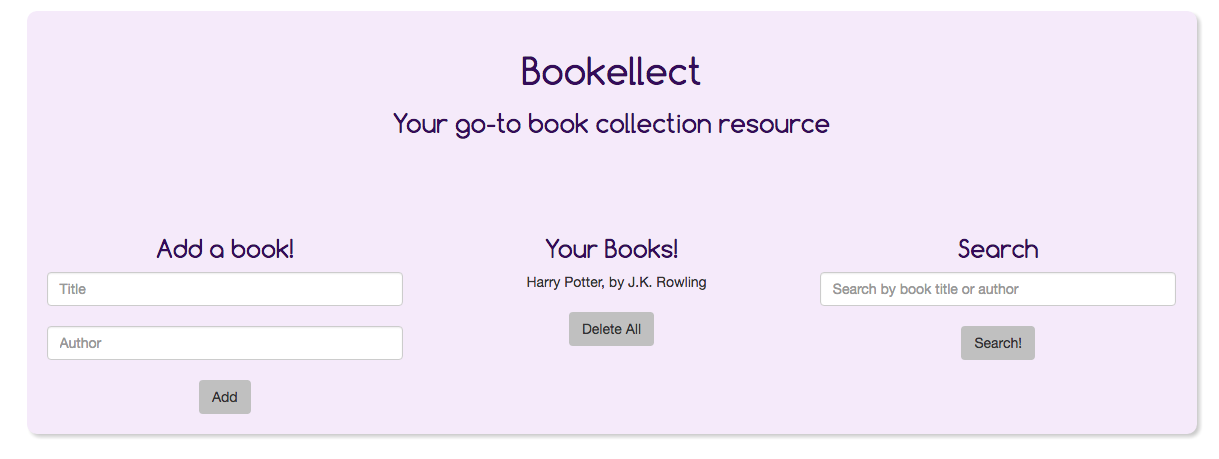 Bookellect
Your go-to book collection resource
Add a book!
Title
Author
Add
Your Books!
Harry Potter, by J.K. Rowling
Delete All
Search
Search by book title or author
Search!